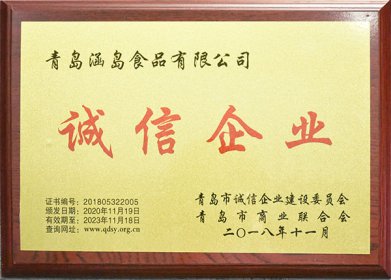 青岛涵岛食品有限公司
诚信企业
证书编号：201805322005
颁发日期：2020年11月19日
有效期至：2023年11月18日
查询网址：www.qdsy.org.cn
青岛市诚信企业建设委员会
青岛市商业联合会
二〇一八年十一月